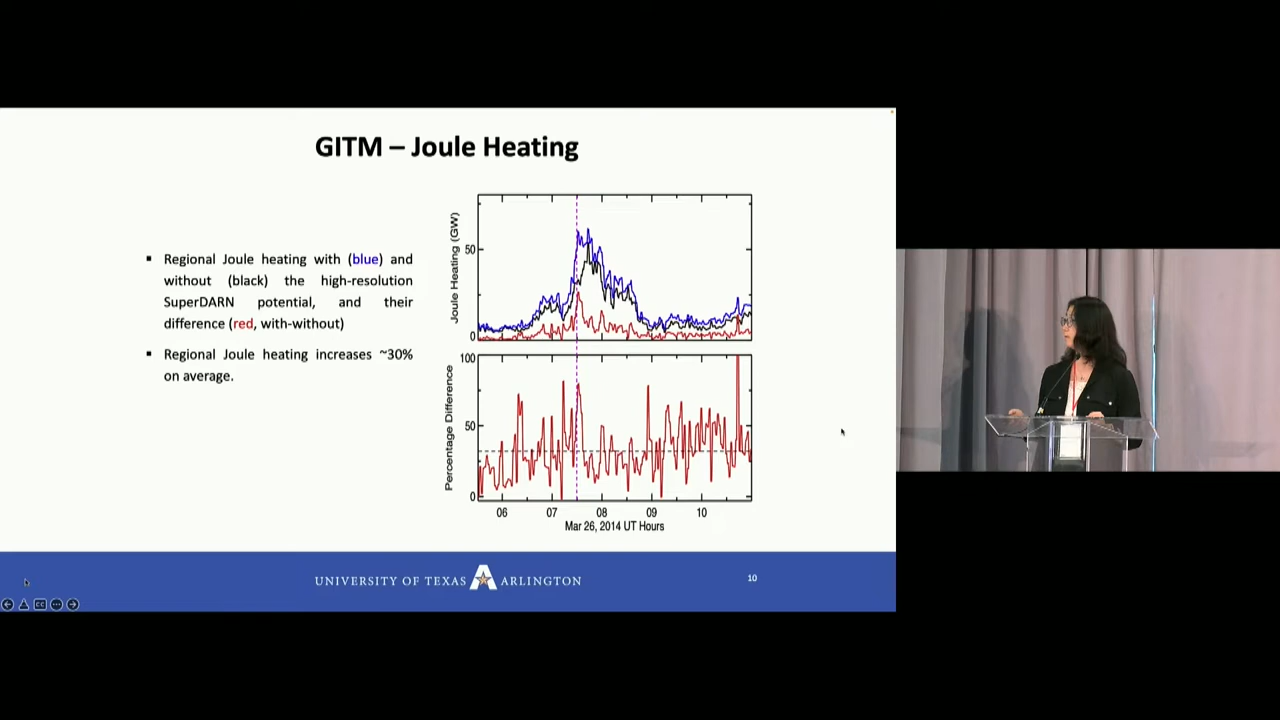 GITM – Joule Heating
▪ Regional Joule heating with (blue) and
without (black) the high-resolution
SuperDARN potential, and their
difference (red, with-without)
▪ Regional Joule heating increases ~30%
on average.
Joule Heating (GW)
50
0
Percentage Difference
100
50
0
06 07 08 09 10
Mar 26, 2014 UT Hours
UNIVERSITY OF TEXAS A ARLINGTON
10
CC